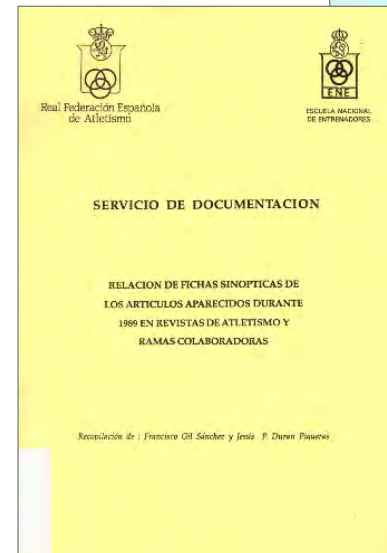 Real Federación Española
de Atletismo
ENE
ESCUELA NACIONAL
DE ENTRENADORES
SERVICIO DE DOCUMENTACION
RELACION DE FICHAS SINOPTICAS DE
LOS ARTICULOS APARECIDOS DURANTE
1989 EN REVISTAS DE ATLETISMO Y
RAMAS COLABORADORAS
Recopilación de : Francisco Gil Sánchez y Jesús P. Duran Piqueras